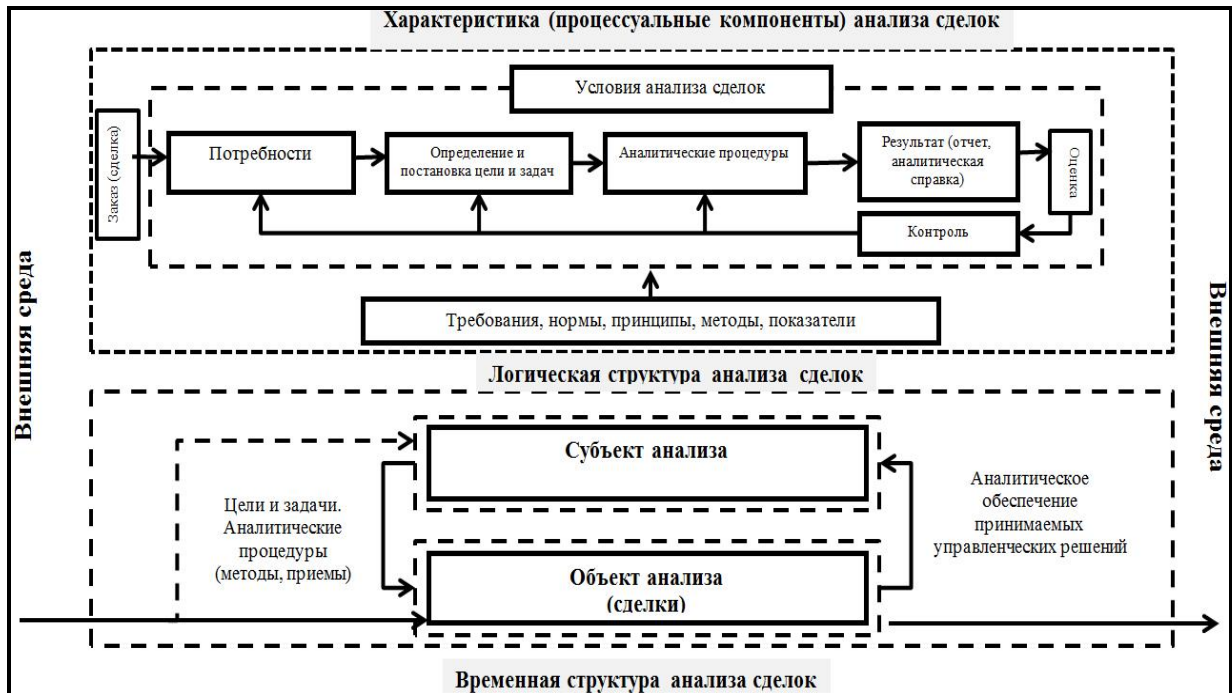 Характеристика (процессуальные компоненты) анализа сделок
Условия анализа сделок
Заказ (сделка)
Потребности
Определение и
постановка цели и задач
Аналитические процедуры
Результат (отчет,
аналитическая
справка)
Оценка
Контроль
Требования, нормы, принципы, методы, показатели
Внешняя среда
Внешняя среда
Логическая структура анализа сделок
Субъект анализа
Цели и задачи.
Аналитические
процедуры
(методы, приемы)
Аналитическое
обеспечение
принимаемых
управленческих решений
Объект анализа
(сделки)
Временная структура анализа сделок